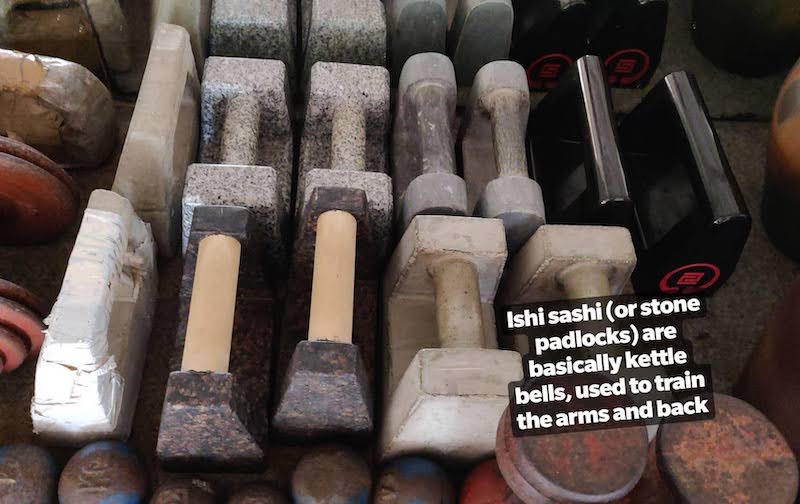 Ishi sashi (or stone
padlocks) are
basically kettle
bells, used to train
the arms and back